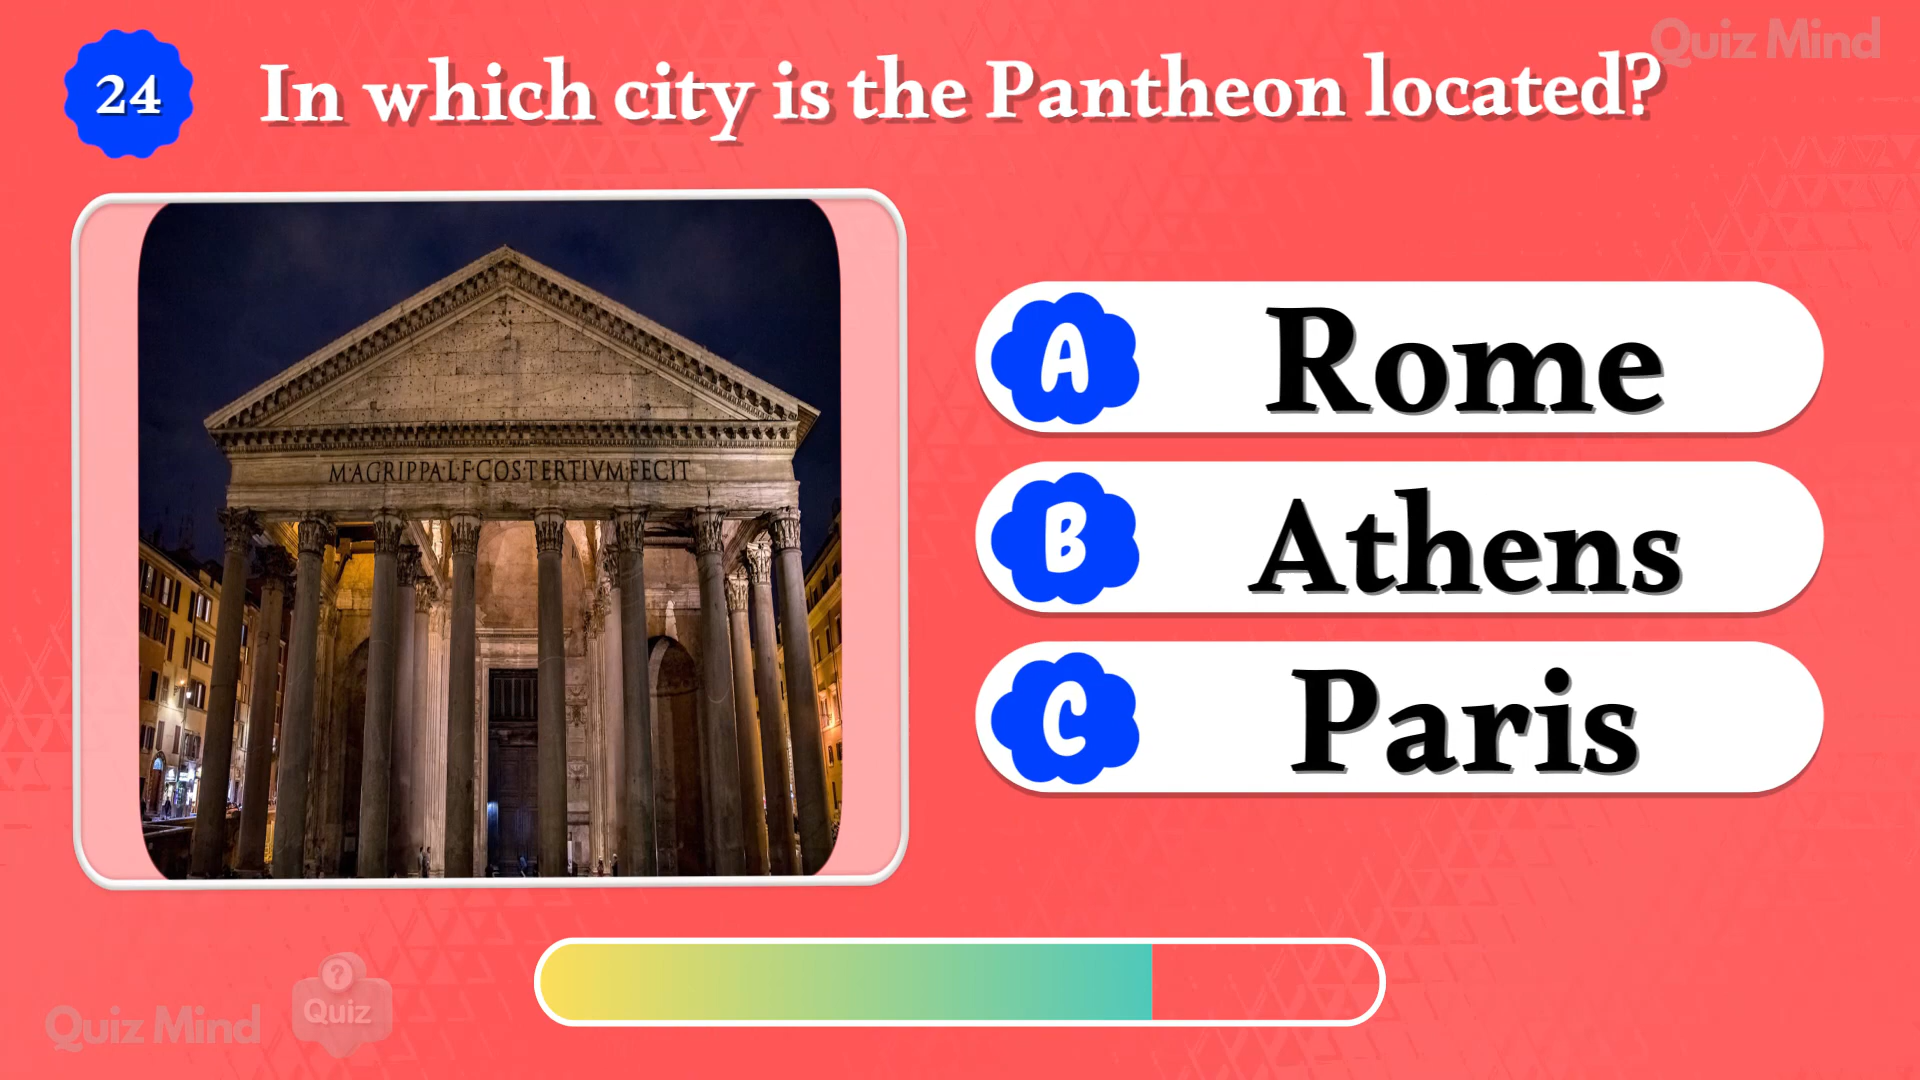 Quiz Mind
24
In which city is the Pantheon located?
M·AGRIPPA·L·F·COS·TERTIVM·FECIT
A Rome
B Athens
C Paris
?
Quiz
Quiz Mind